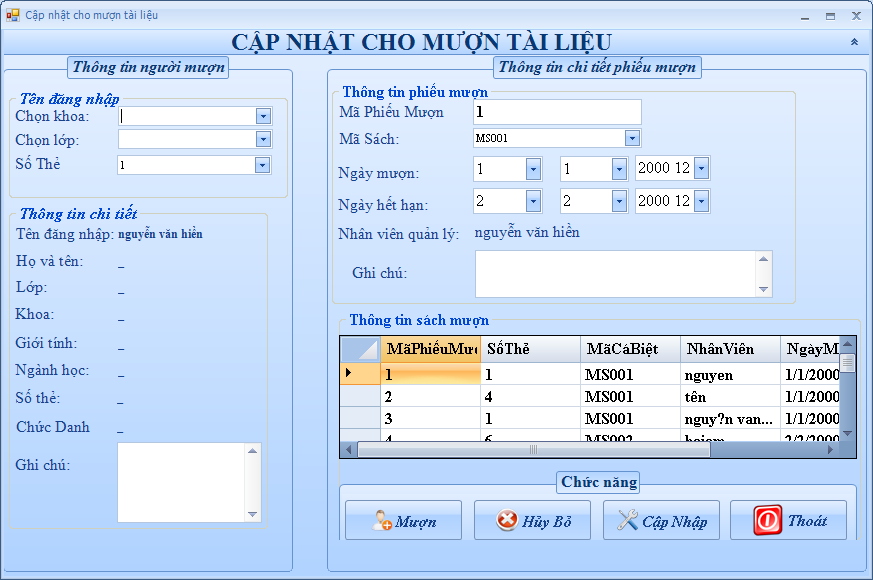 Cập nhật cho mượn tài liệu
CẬP NHẬT CHO MƯỢN TÀI LIỆU
Thông tin người mượn
Tên đăng nhập
Chọn khoa:
Chọn lớp:
Số Thẻ 1
Thông tin chi tiết
Tên đăng nhập: nguyễn văn hiền
Họ và tên: _
Lớp: _
Khoa: _
Giới tính: _
Ngành học: _
Số thẻ: _
Chức Danh _
Ghi chú:
Thông tin chi tiết phiếu mượn
Thông tin phiếu mượn
Mã Phiếu Mượn 1
Mã Sách: MS001
Ngày mượn: 1 1 2000 12
Ngày hết hạn: 2 2 2000 12
Nhân viên quản lý: nguyễn văn hiền
Ghi chú:
Thông tin sách mượn
MãPhiếuMượ SốThẻ MãCáBiệt NhânViên NgàyM
1 1 MS001 nguyen 1/1/2000
2 4 MS001 tên 1/1/2000
3 1 MS001 nguy?n van... 1/1/2000
4 6 MS002 2/2/2000
Chức năng
Mượn
Hủy Bỏ
Cập Nhập
Thoát